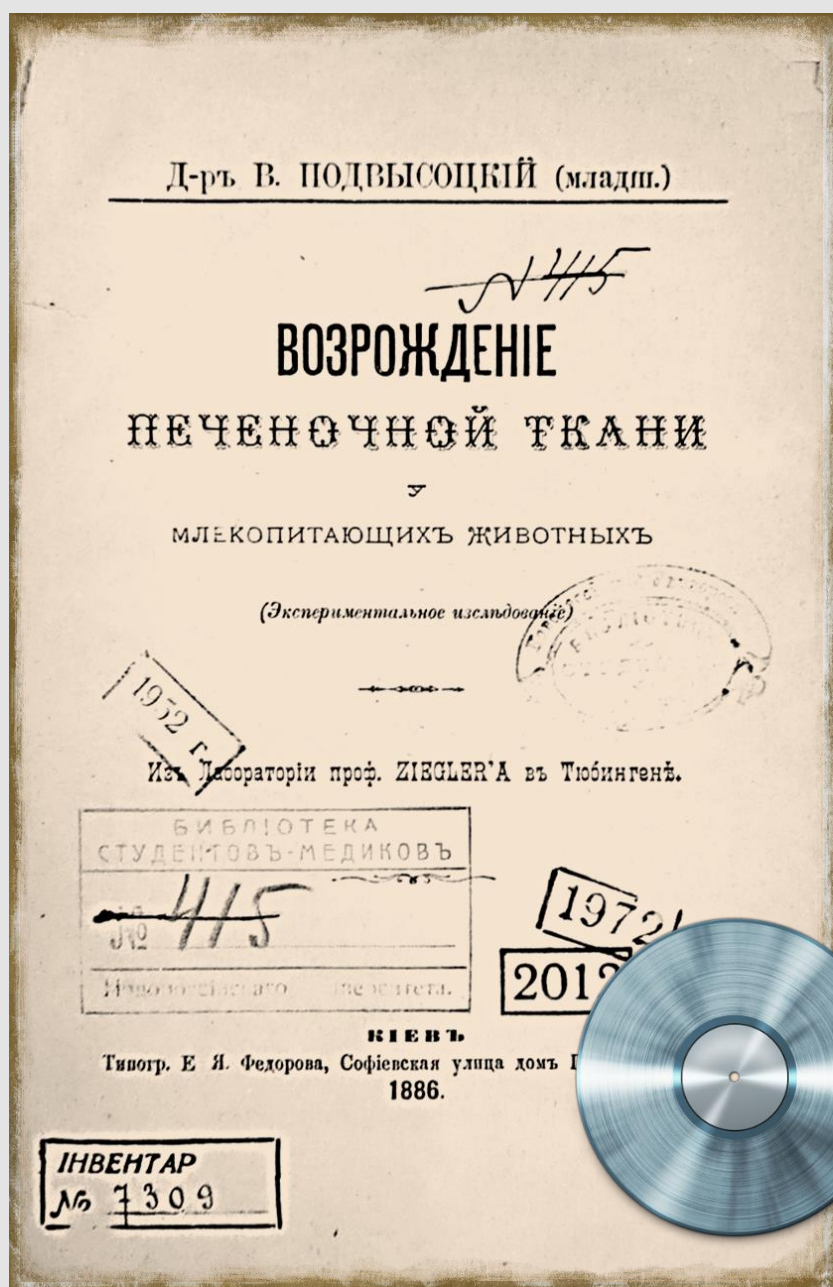 Д-ръ В. ПОДВЫСОЦКІЙ (младш.)
№ 415
ВОЗРОЖДЕНІЕ
ПЕЧЕНОЧНОЙ ТКАНИ
У
МЛЕКОПИТАЮЩИХЪ ЖИВОТНЫХЪ
(Экспериментальное изслѣдованіе)
1952 г.
Изъ Лабораторіи проф. ZIEGLER'А въ Тюбингенѣ.
БИБЛІОТЕКА
СТУДЕНТОВЪ-МЕДИКОВЪ
№ 415
1972
2012
КІЕВЪ
Типогр. Е Я. Федорова, Софіевская улица домъ
1886.
ІНВЕНТАР
№ 7309